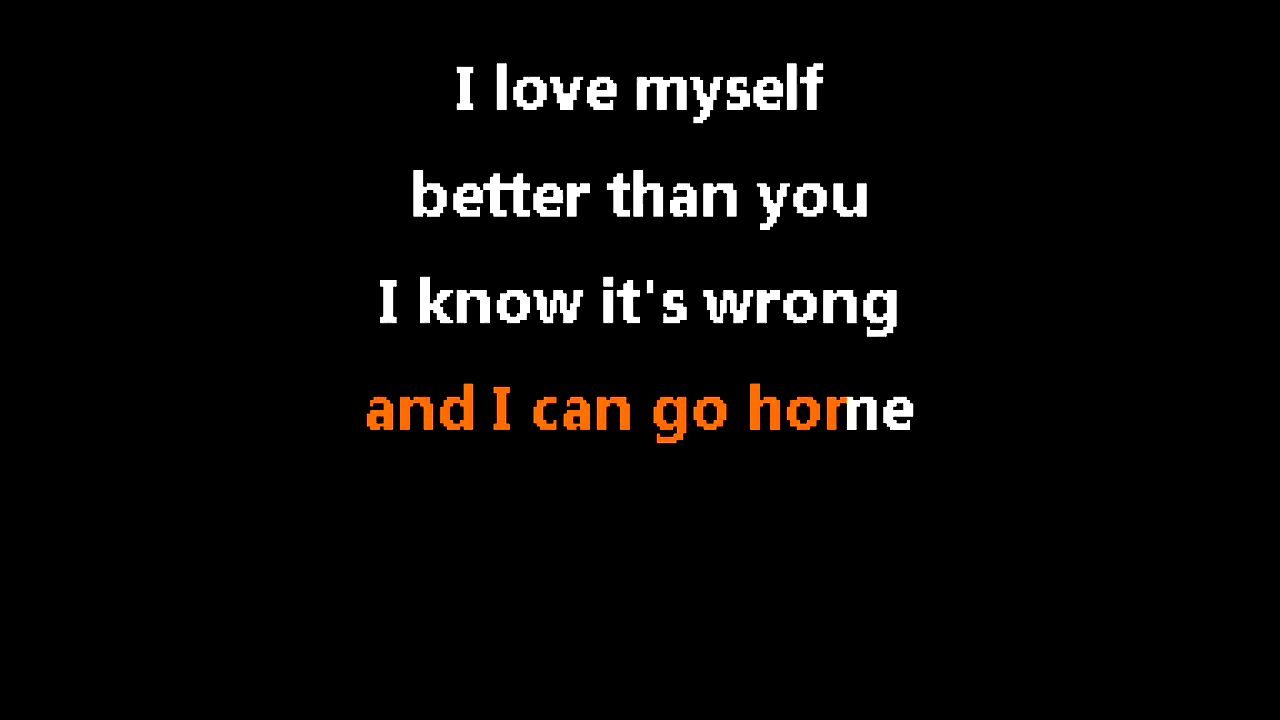 I love myself
better than you
I know it's wrong
and I can go home